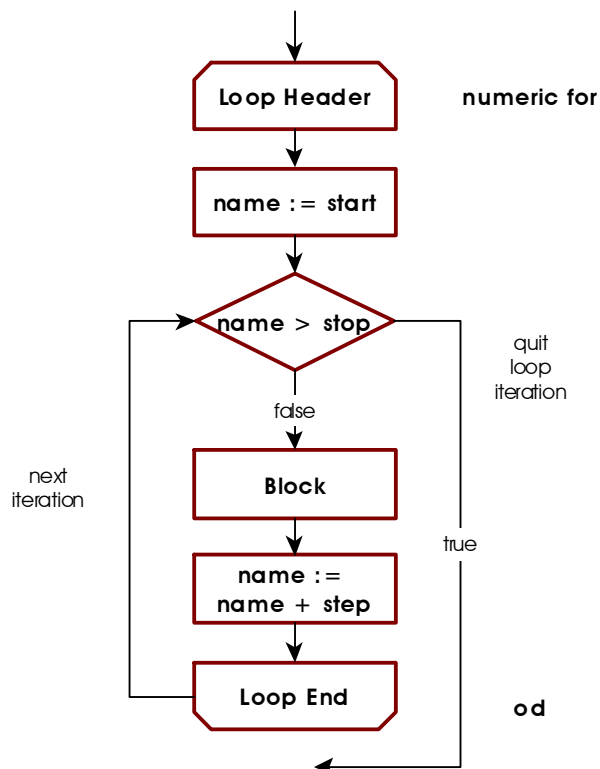 Loop Header
numeric for
name := start
name > stop
quit
loop
iteration
false
next
iteration
Block
true
name :=
name + step
Loop End
od